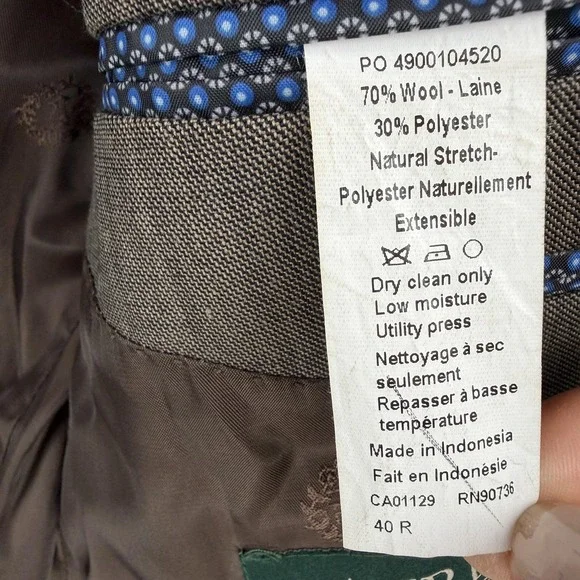 PO 4900104520
70% Wool - Laine
30% Polyester
Natural Stretch-
Polyester Naturellement
Extensible
Dry clean only
Low moisture
Utility press
Nettoyage à sec
seulement
Repasser à basse
température
Made in Indonesia
Fait en Indonésie
CA01129 RN90736
40 R